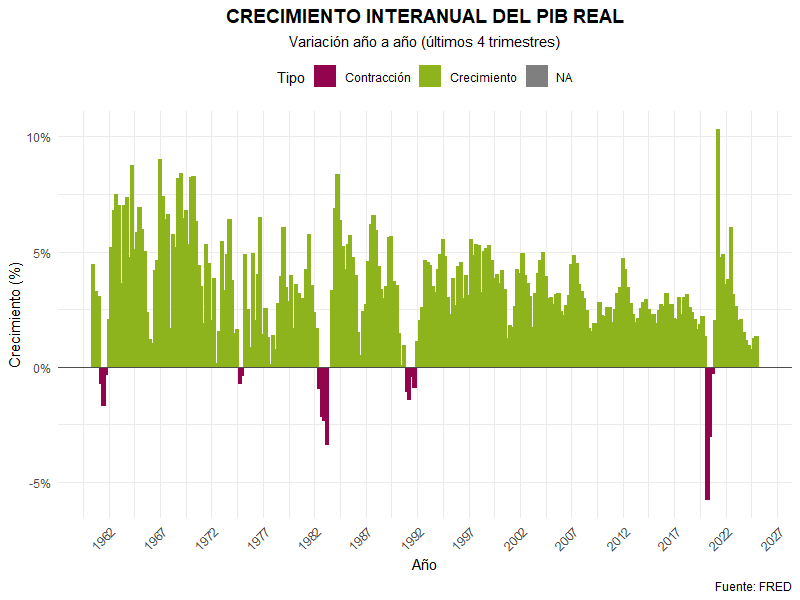 CRECIMIENTO INTERANUAL DEL PIB REAL
Variación año a año (últimos 4 trimestres)
Tipo Contracción Crecimiento NA
Crecimiento (%)
10%
5%
0%
-5%
1962 1967 1972 1977 1982 1987 1992 1997 2002 2007 2012 2017 2022 2027
Año
Fuente: FRED